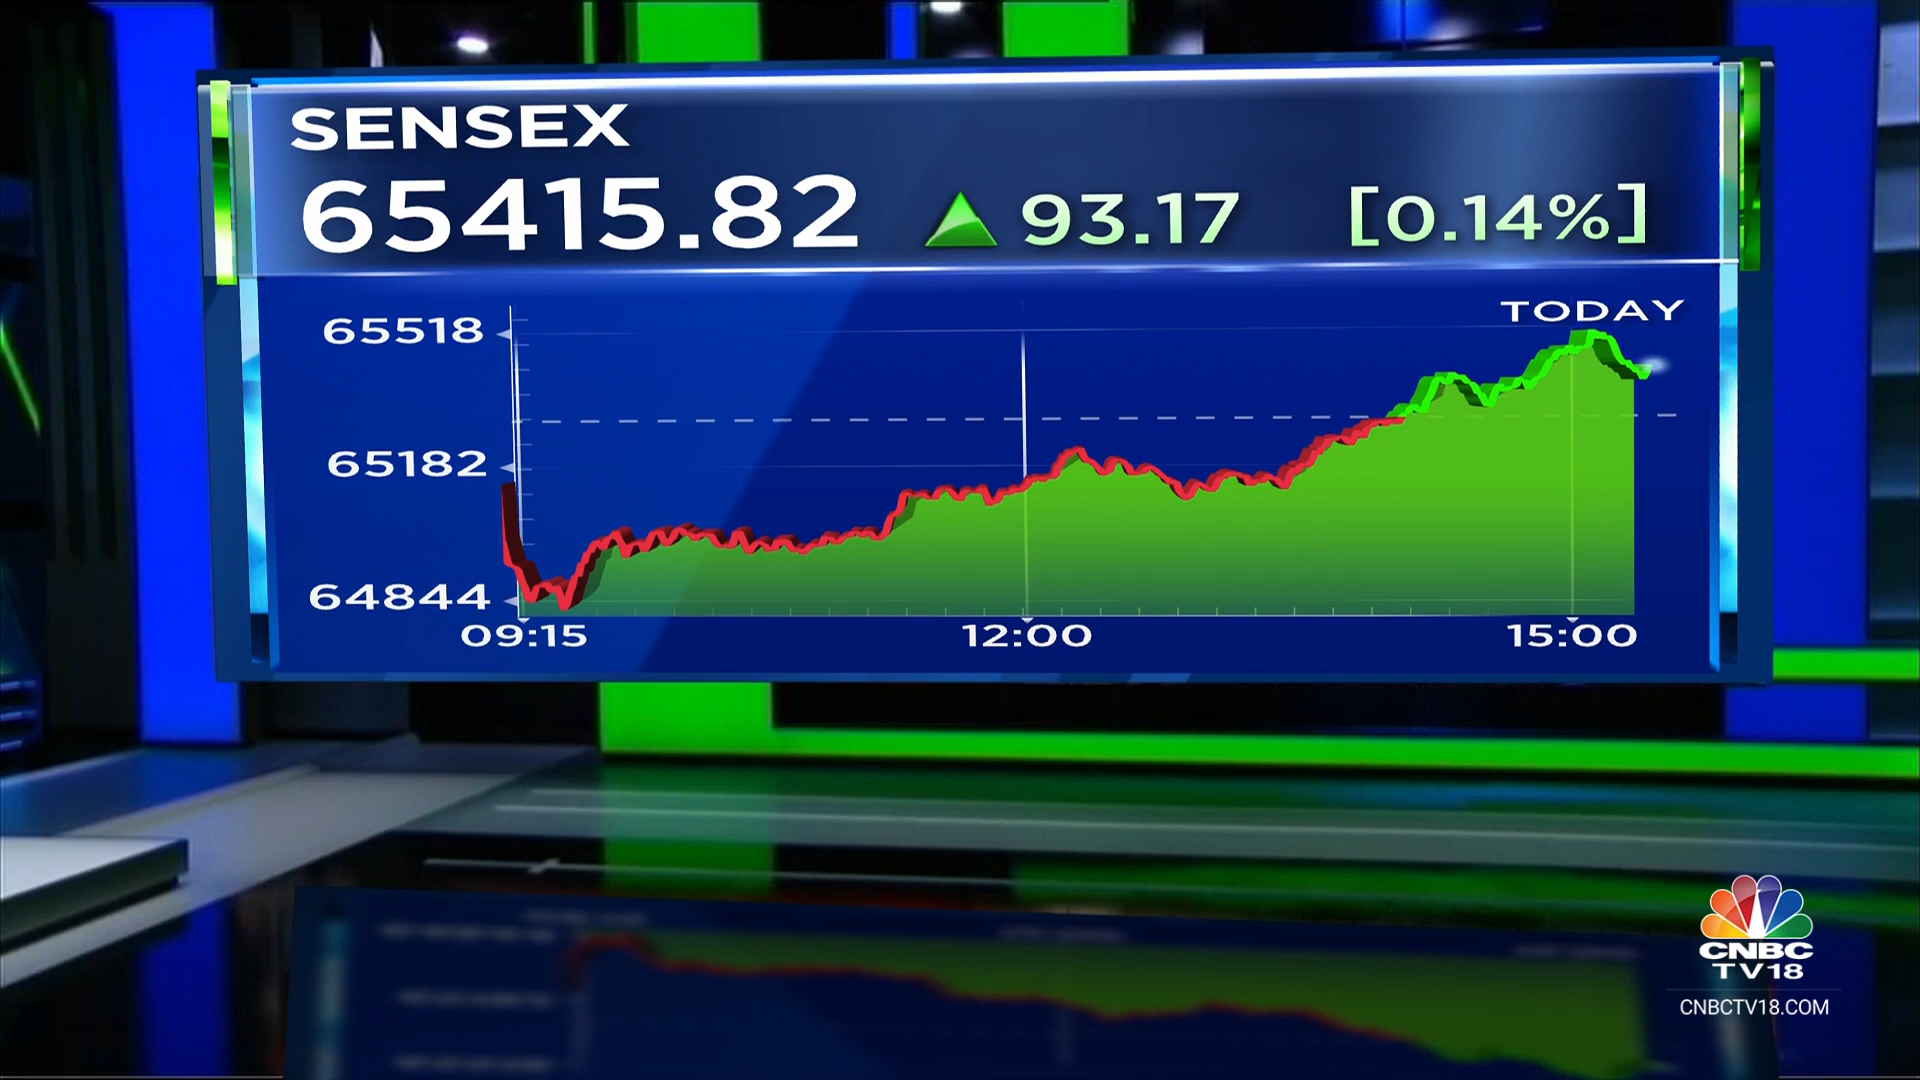 SENSEX
65415.82 ▲ 93.17 [0.14%]
TODAY
65518
65182
64844
09:15 12:00 15:00
CNBC
TV18
CNBCTV18.COM